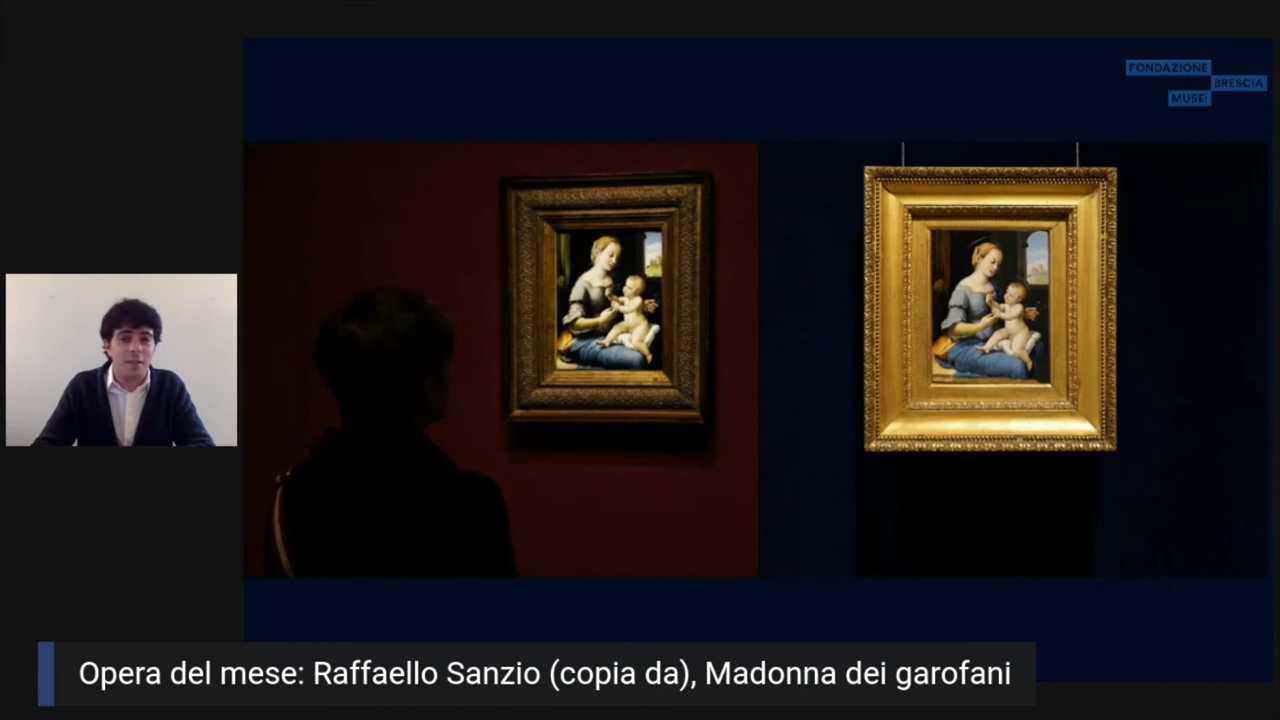 FONDAZIONE
BRESCIA
MUSEI
Opera del mese: Raffaello Sanzio (copia da), Madonna dei garofani